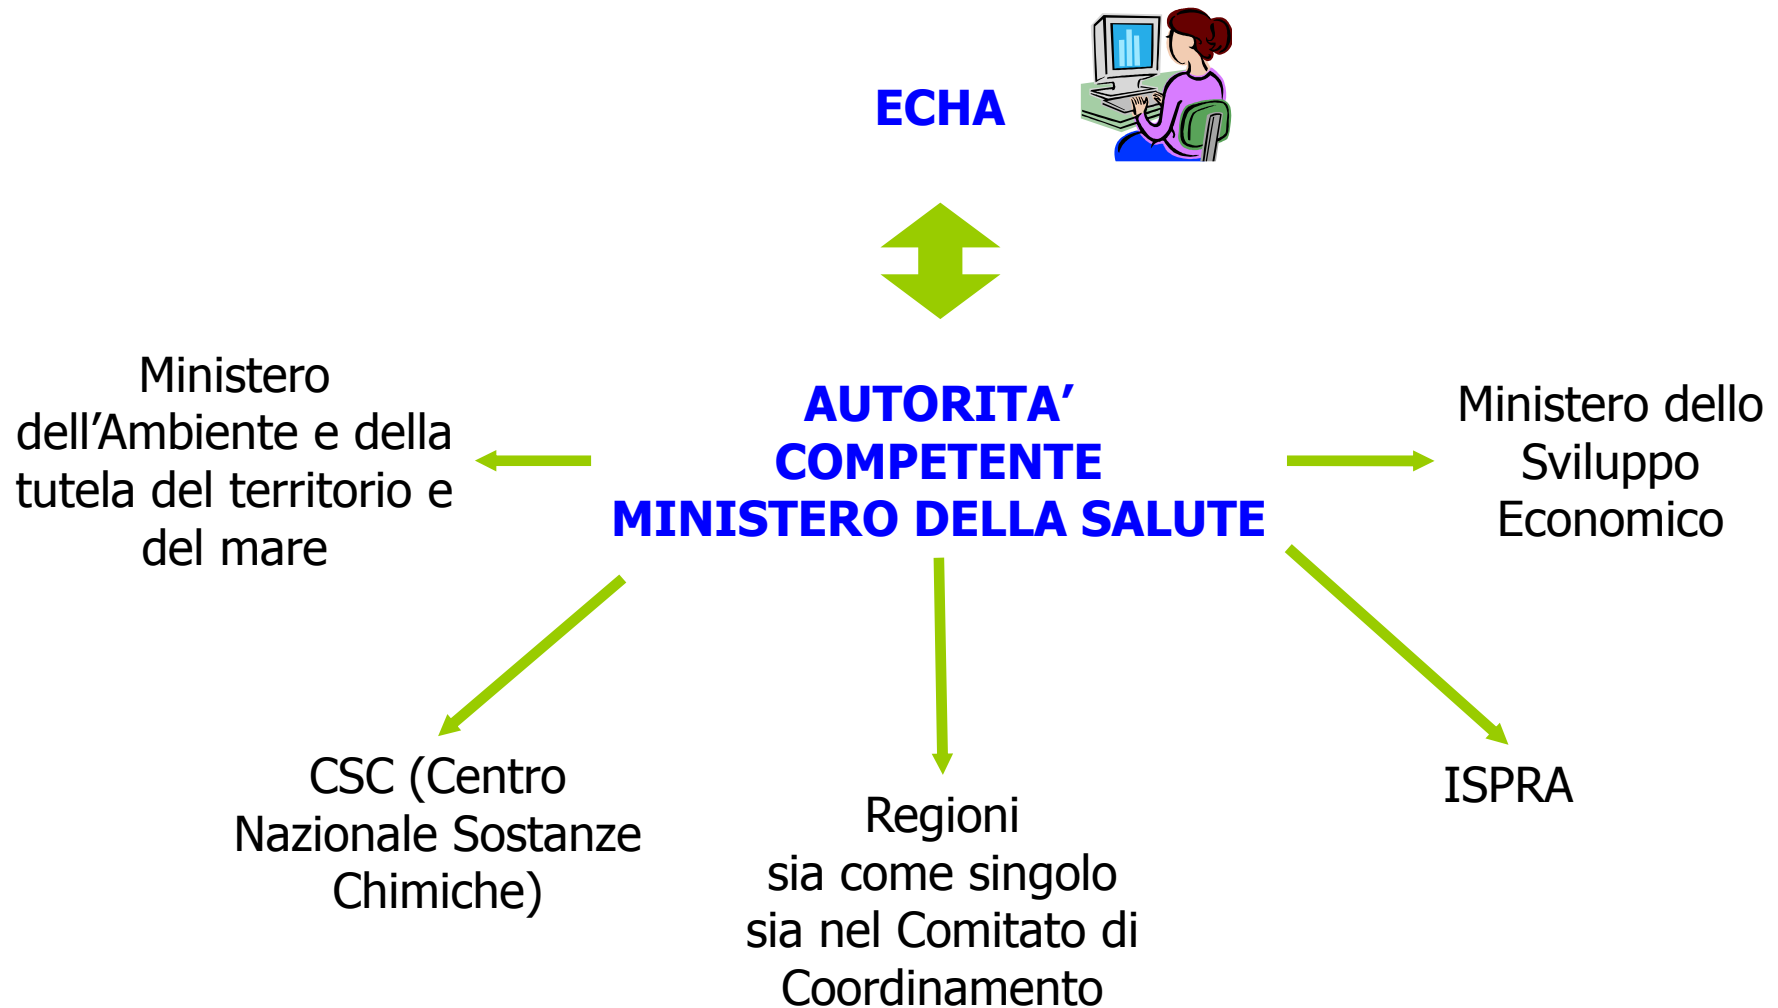 ECHA
Ministero
dell’Ambiente e della
tutela del territorio e
del mare
AUTORITA’
COMPETENTE
MINISTERO DELLA SALUTE
Ministero dello
Sviluppo
Economico
CSC (Centro
Nazionale Sostanze
Chimiche)
Regioni
sia come singolo
sia nel Comitato di
Coordinamento
ISPRA